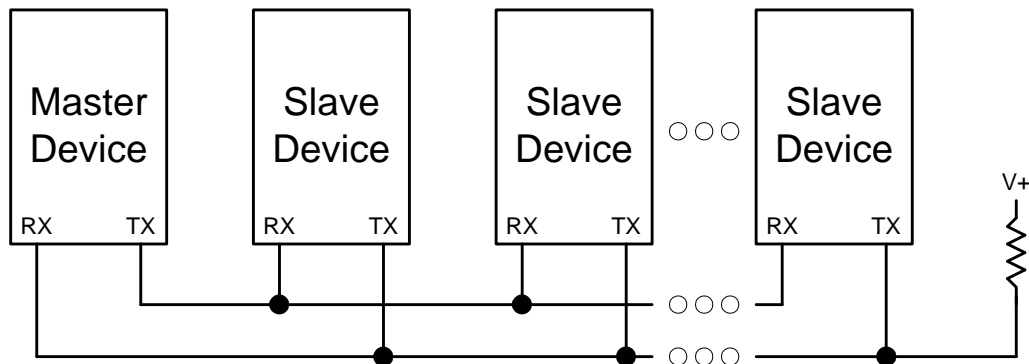 Master
Device
Slave
Device
Slave
Device
Slave
Device
RX TX
RX TX
RX TX
RX TX
V+